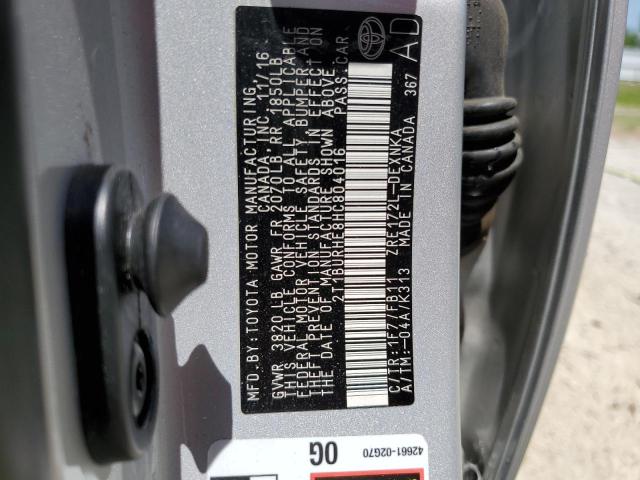 MFD. BY: TOYOTA MOTOR MANUFACTURING
CANADA, INC. 11/16
GVWR 3820 LB GAWR FR 2070LB RR 1850LB
THIS VEHICLE CONFORMS TO ALL APPLICABLE
FEDERAL MOTOR VEHICLE SAFETY, BUMPER AND
THEFT PREVENTION STANDARDS IN EFFECT ON
THE DATE OF MANUFACTURE SHOWN ABOVE
2T1BURHE8HC804016 PASS. CAR
C/TR: 1F7/FB11 ZRE172L-DEXNKA
A/TM: -04A/K313 MADE IN CANADA 367
AD
42661-02G70
0G